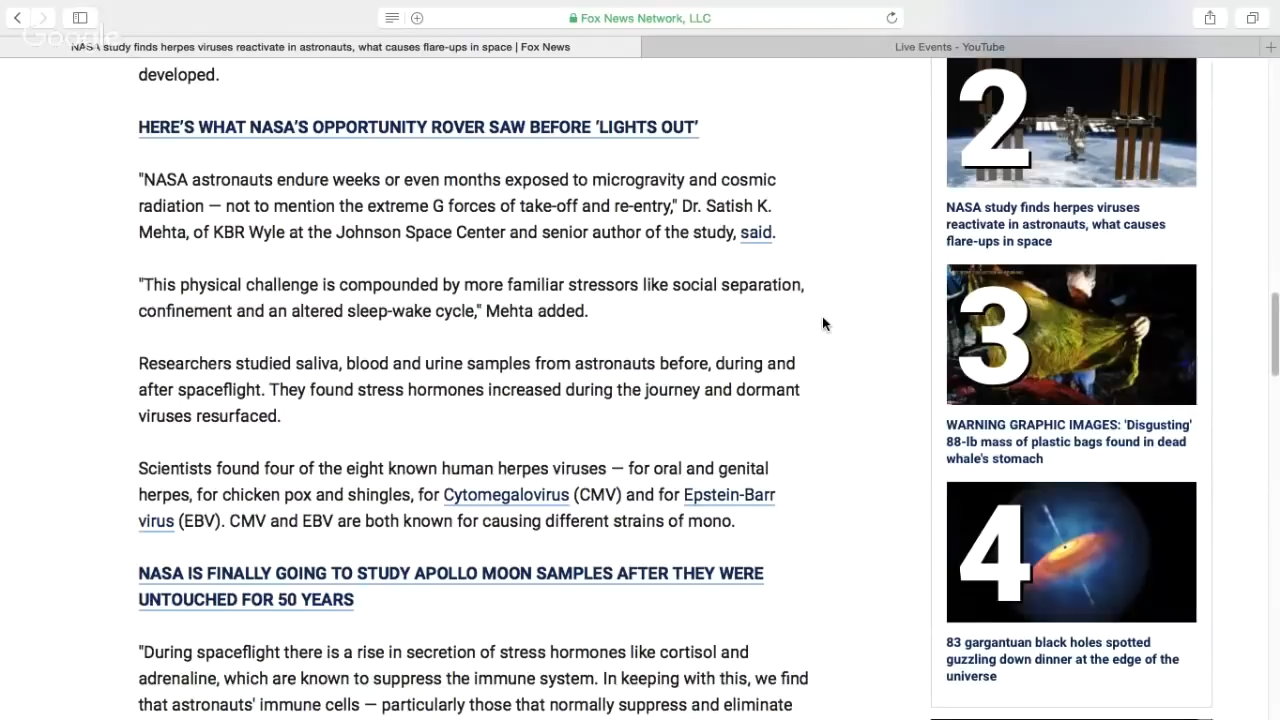 Fox News Network, LLC
Google
NASA study finds herpes viruses reactivate in astronauts, what causes flare-ups in space | Fox News
Live Events - YouTube
developed.
HERE'S WHAT NASA'S OPPORTUNITY ROVER SAW BEFORE 'LIGHTS OUT'
"NASA astronauts endure weeks or even months exposed to microgravity and cosmic
radiation — not to mention the extreme G forces of take-off and re-entry," Dr. Satish K.
Mehta, of KBR Wyle at the Johnson Space Center and senior author of the study, said.
"This physical challenge is compounded by more familiar stressors like social separation,
confinement and an altered sleep-wake cycle," Mehta added.
Researchers studied saliva, blood and urine samples from astronauts before, during and
after spaceflight. They found stress hormones increased during the journey and dormant
viruses resurfaced.
Scientists found four of the eight known human herpes viruses — for oral and genital
herpes, for chicken pox and shingles, for Cytomegalovirus (CMV) and for Epstein-Barr
virus (EBV). CMV and EBV are both known for causing different strains of mono.
NASA IS FINALLY GOING TO STUDY APOLLO MOON SAMPLES AFTER THEY WERE
UNTOUCHED FOR 50 YEARS
"During spaceflight there is a rise in secretion of stress hormones like cortisol and
adrenaline, which are known to suppress the immune system. In keeping with this, we find
that astronauts' immune cells — particularly those that normally suppress and eliminate
2
NASA study finds herpes viruses
reactivate in astronauts, what causes
flare-ups in space
3
WARNING GRAPHIC IMAGES: 'Disgusting'
88-lb mass of plastic bags found in dead
whale's stomach
4
83 gargantuan black holes spotted
guzzling down dinner at the edge of the
universe